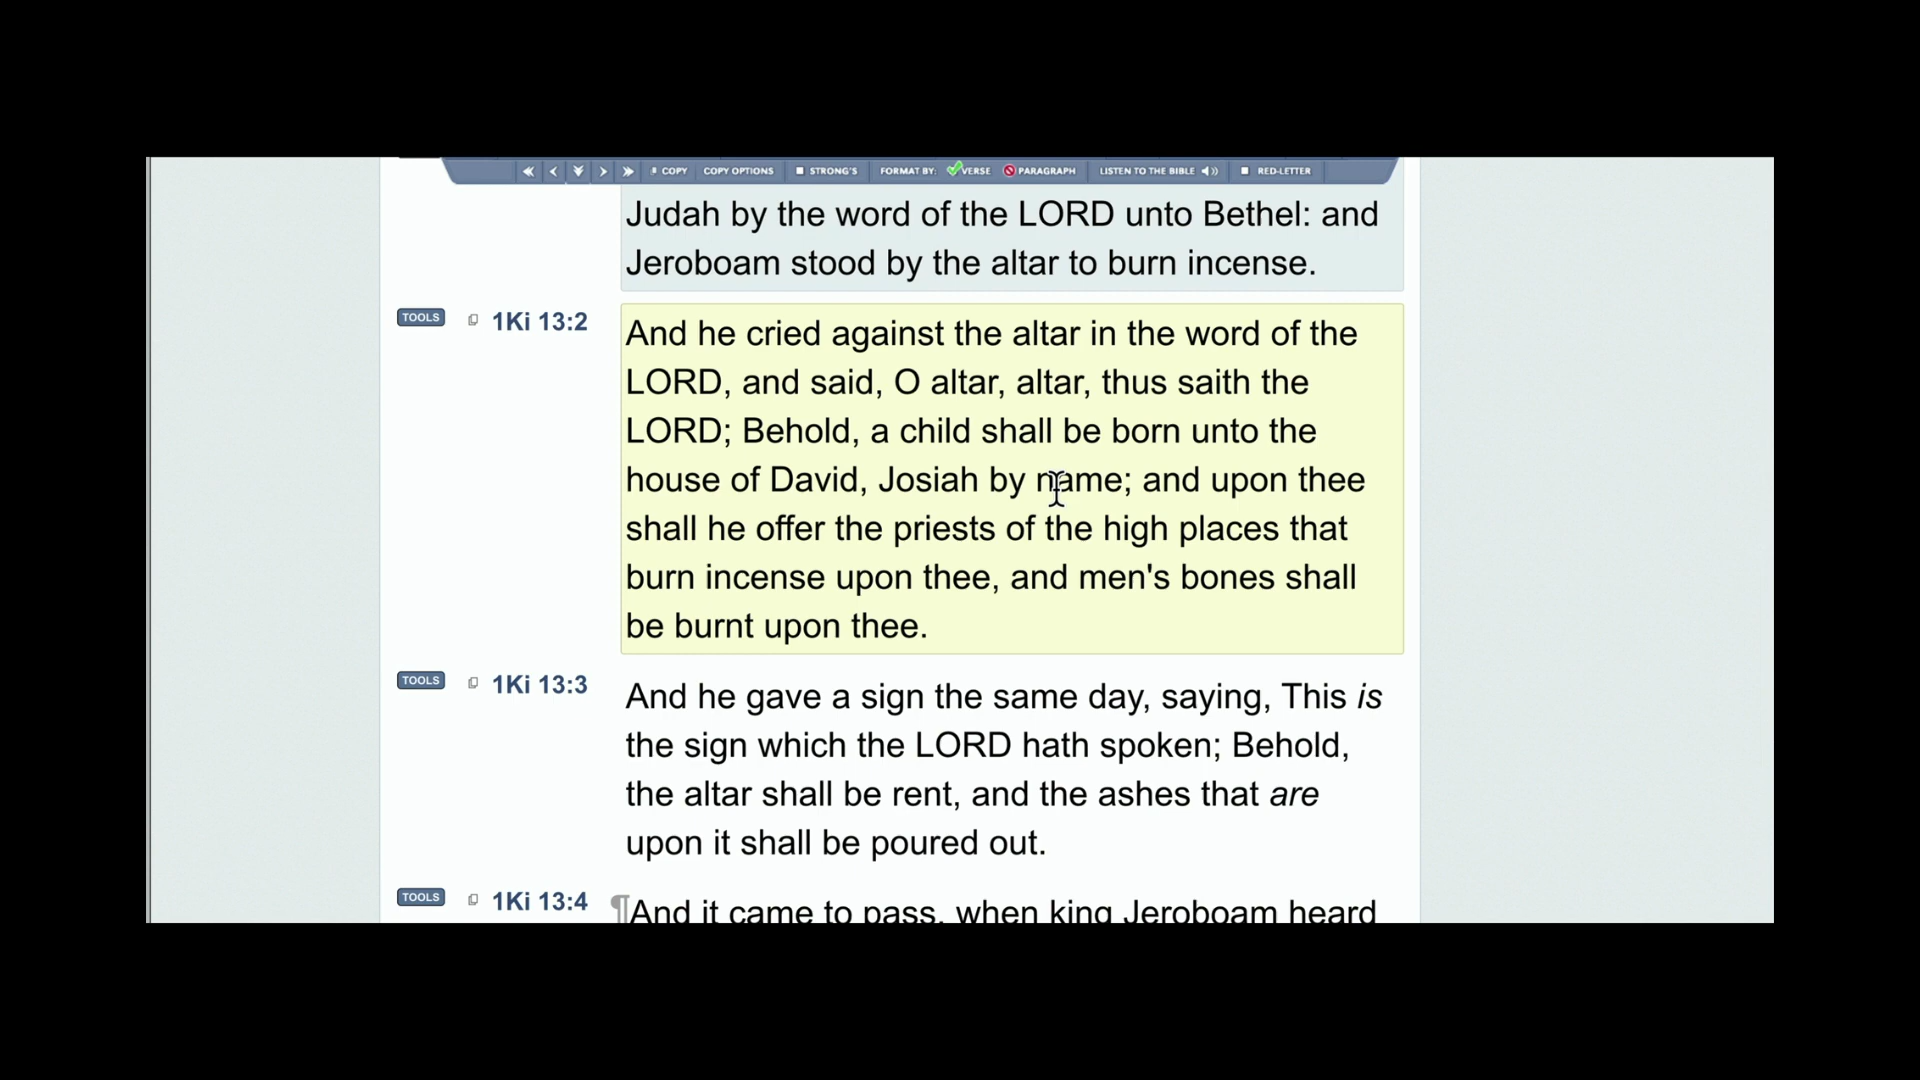 COPY COPY OPTIONS STRONG'S FORMAT BY: VERSE PARAGRAPH LISTEN TO THE BIBLE RED-LETTER
Judah by the word of the LORD unto Bethel: and
Jeroboam stood by the altar to burn incense.
TOOLS 1Ki 13:2 And he cried against the altar in the word of the
LORD, and said, O altar, altar, thus saith the
LORD; Behold, a child shall be born unto the
house of David, Josiah by name; and upon thee
shall he offer the priests of the high places that
burn incense upon thee, and men's bones shall
be burnt upon thee.
TOOLS 1Ki 13:3 And he gave a sign the same day, saying, This is
the sign which the LORD hath spoken; Behold,
the altar shall be rent, and the ashes that are
upon it shall be poured out.
TOOLS 1Ki 13:4 ¶And it came to pass, when king Jeroboam heard